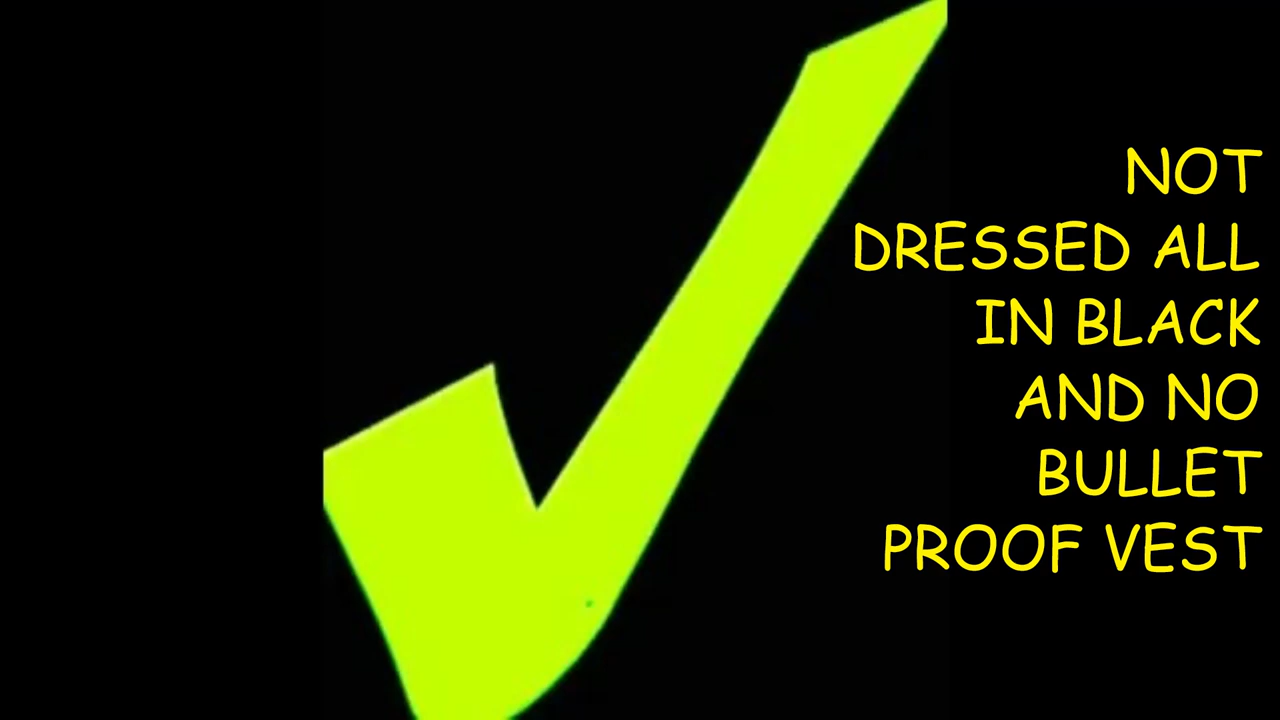 NOT
DRESSED ALL
IN BLACK
AND NO
BULLET
PROOF VEST